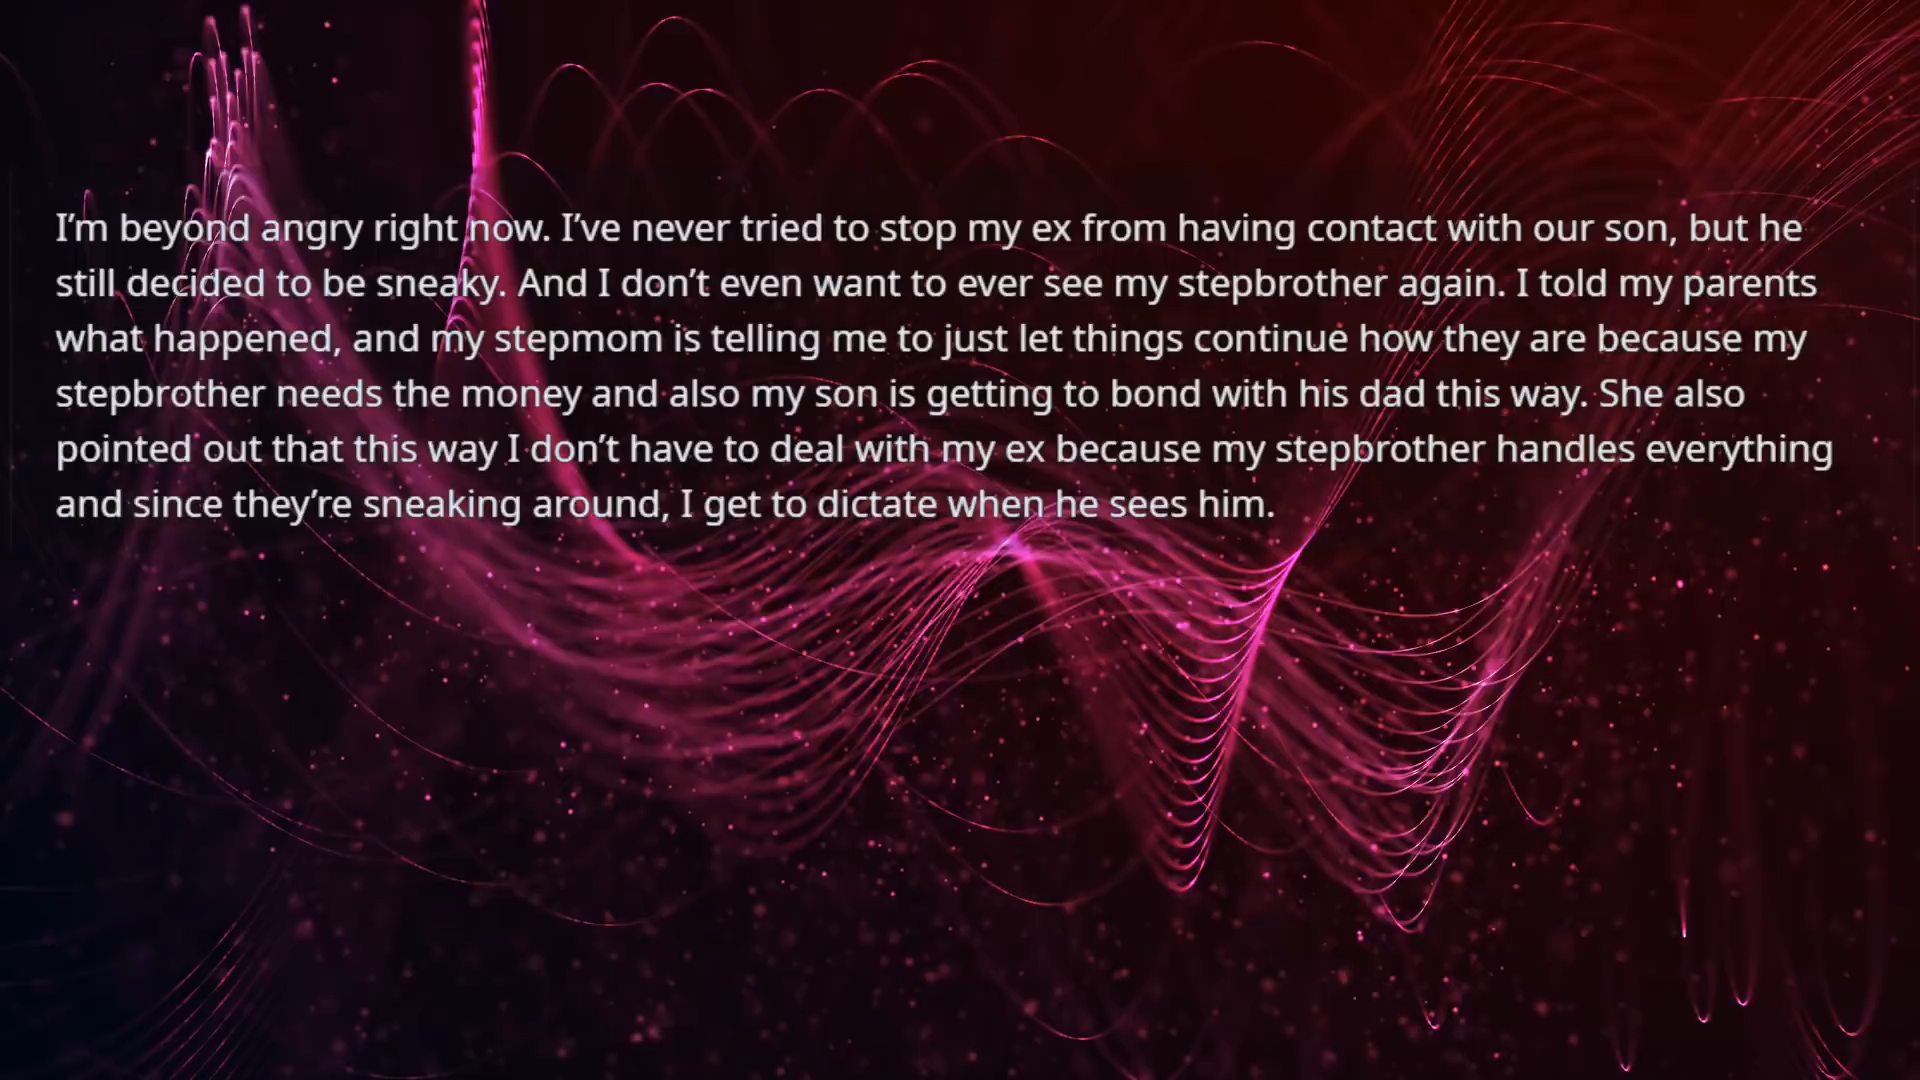 I’m beyond angry right now. I’ve never tried to stop my ex from having contact with our son, but he
still decided to be sneaky. And I don’t even want to ever see my stepbrother again. I told my parents
what happened, and my stepmom is telling me to just let things continue how they are because my
stepbrother needs the money and also my son is getting to bond with his dad this way. She also
pointed out that this way I don’t have to deal with my ex because my stepbrother handles everything
and since they’re sneaking around, I get to dictate when he sees him.